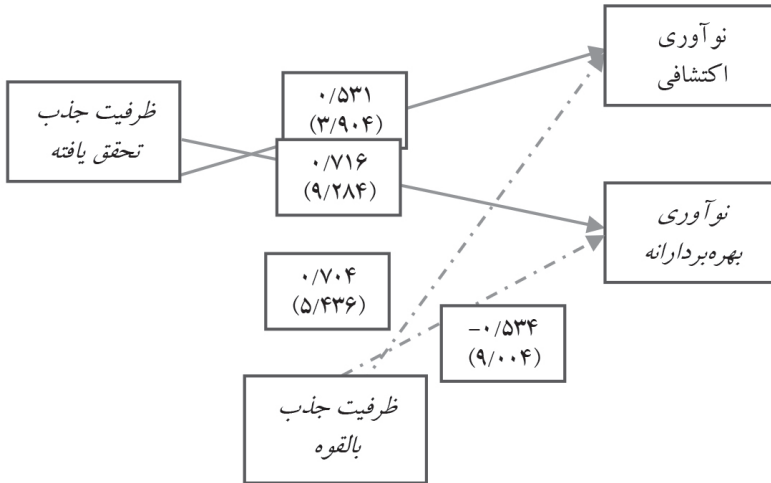 نوآوری
اکتشافی
ظرفیت جذب
تحقق یافته
۰/۵۳۱
(۳/۹۰۴)
۰/۷۱۶
(۹/۲۸۴)
نوآوری
بهره‌بردارانه
۰/۷۰۴
(۵/۴۳۶)
−۰/۵۳۴
(۹/۰۰۴)
ظرفیت جذب
بالقوه